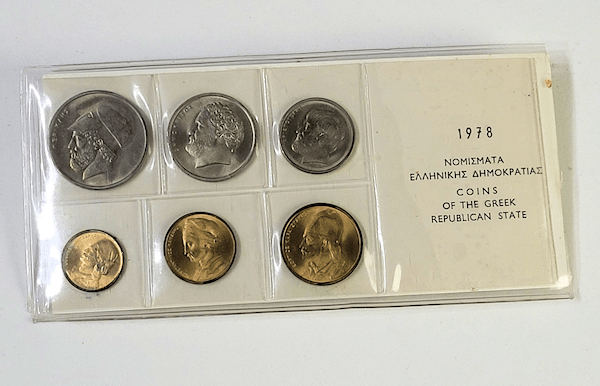 1978
ΝΟΜΙΣΜΑΤΑ
ΕΛΛΗΝΙΚΗΣ ΔΗΜΟΚΡΑΤΙΑΣ
COINS
OF THE GREEK
REPUBLICAN STATE